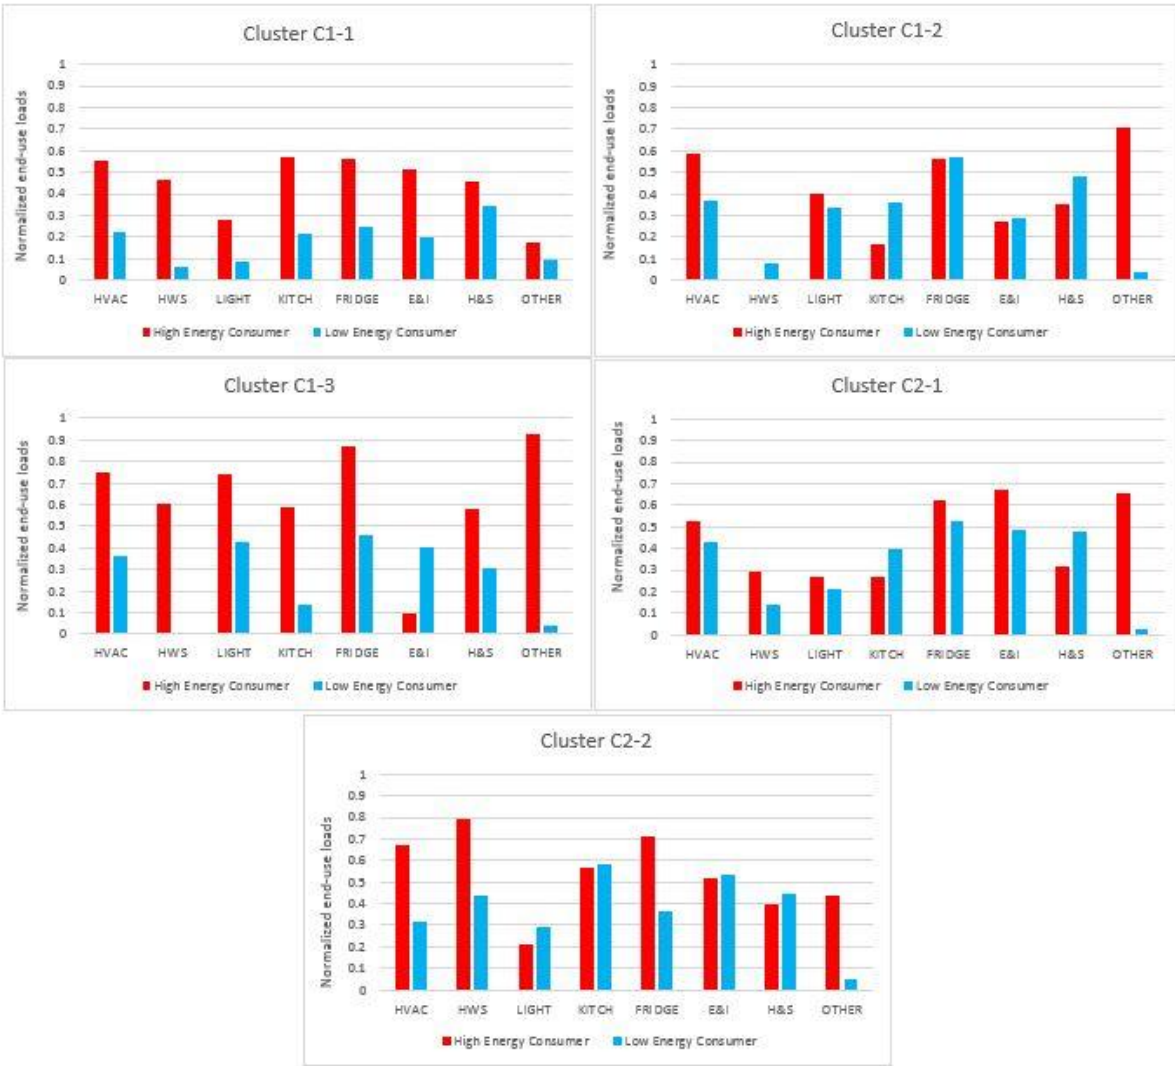 Cluster C1-1
Normalized end-use loads
1
0.9
0.8
0.7
0.6
0.5
0.4
0.3
0.2
0.1
0
HVAC HWS LIGHT KITCH FRIDGE E&I H&S OTHER
High Energy Consumer Low Energy Consumer
Cluster C1-2
Normalized end-use loads
1
0.9
0.8
0.7
0.6
0.5
0.4
0.3
0.2
0.1
0
HVAC HWS LIGHT KITCH FRIDGE E&I H&S OTHER
High Energy Consumer Low Energy Consumer
Cluster C1-3
Normalized end-use loads
1
0.9
0.8
0.7
0.6
0.5
0.4
0.3
0.2
0.1
0
HVAC HWS LIGHT KITCH FRIDGE E&I H&S OTHER
High Energy Consumer Low Energy Consumer
Cluster C2-1
Normalized end-use loads
1
0.9
0.8
0.7
0.6
0.5
0.4
0.3
0.2
0.1
0
HVAC HWS LIGHT KITCH FRIDGE E&I H&S OTHER
High Energy Consumer Low Energy Consumer
Cluster C2-2
Normalized end-use loads
1
0.9
0.8
0.7
0.6
0.5
0.4
0.3
0.2
0.1
0
HVAC HWS LIGHT KITCH FRIDGE E&I H&S OTHER
High Energy Consumer Low Energy Consumer